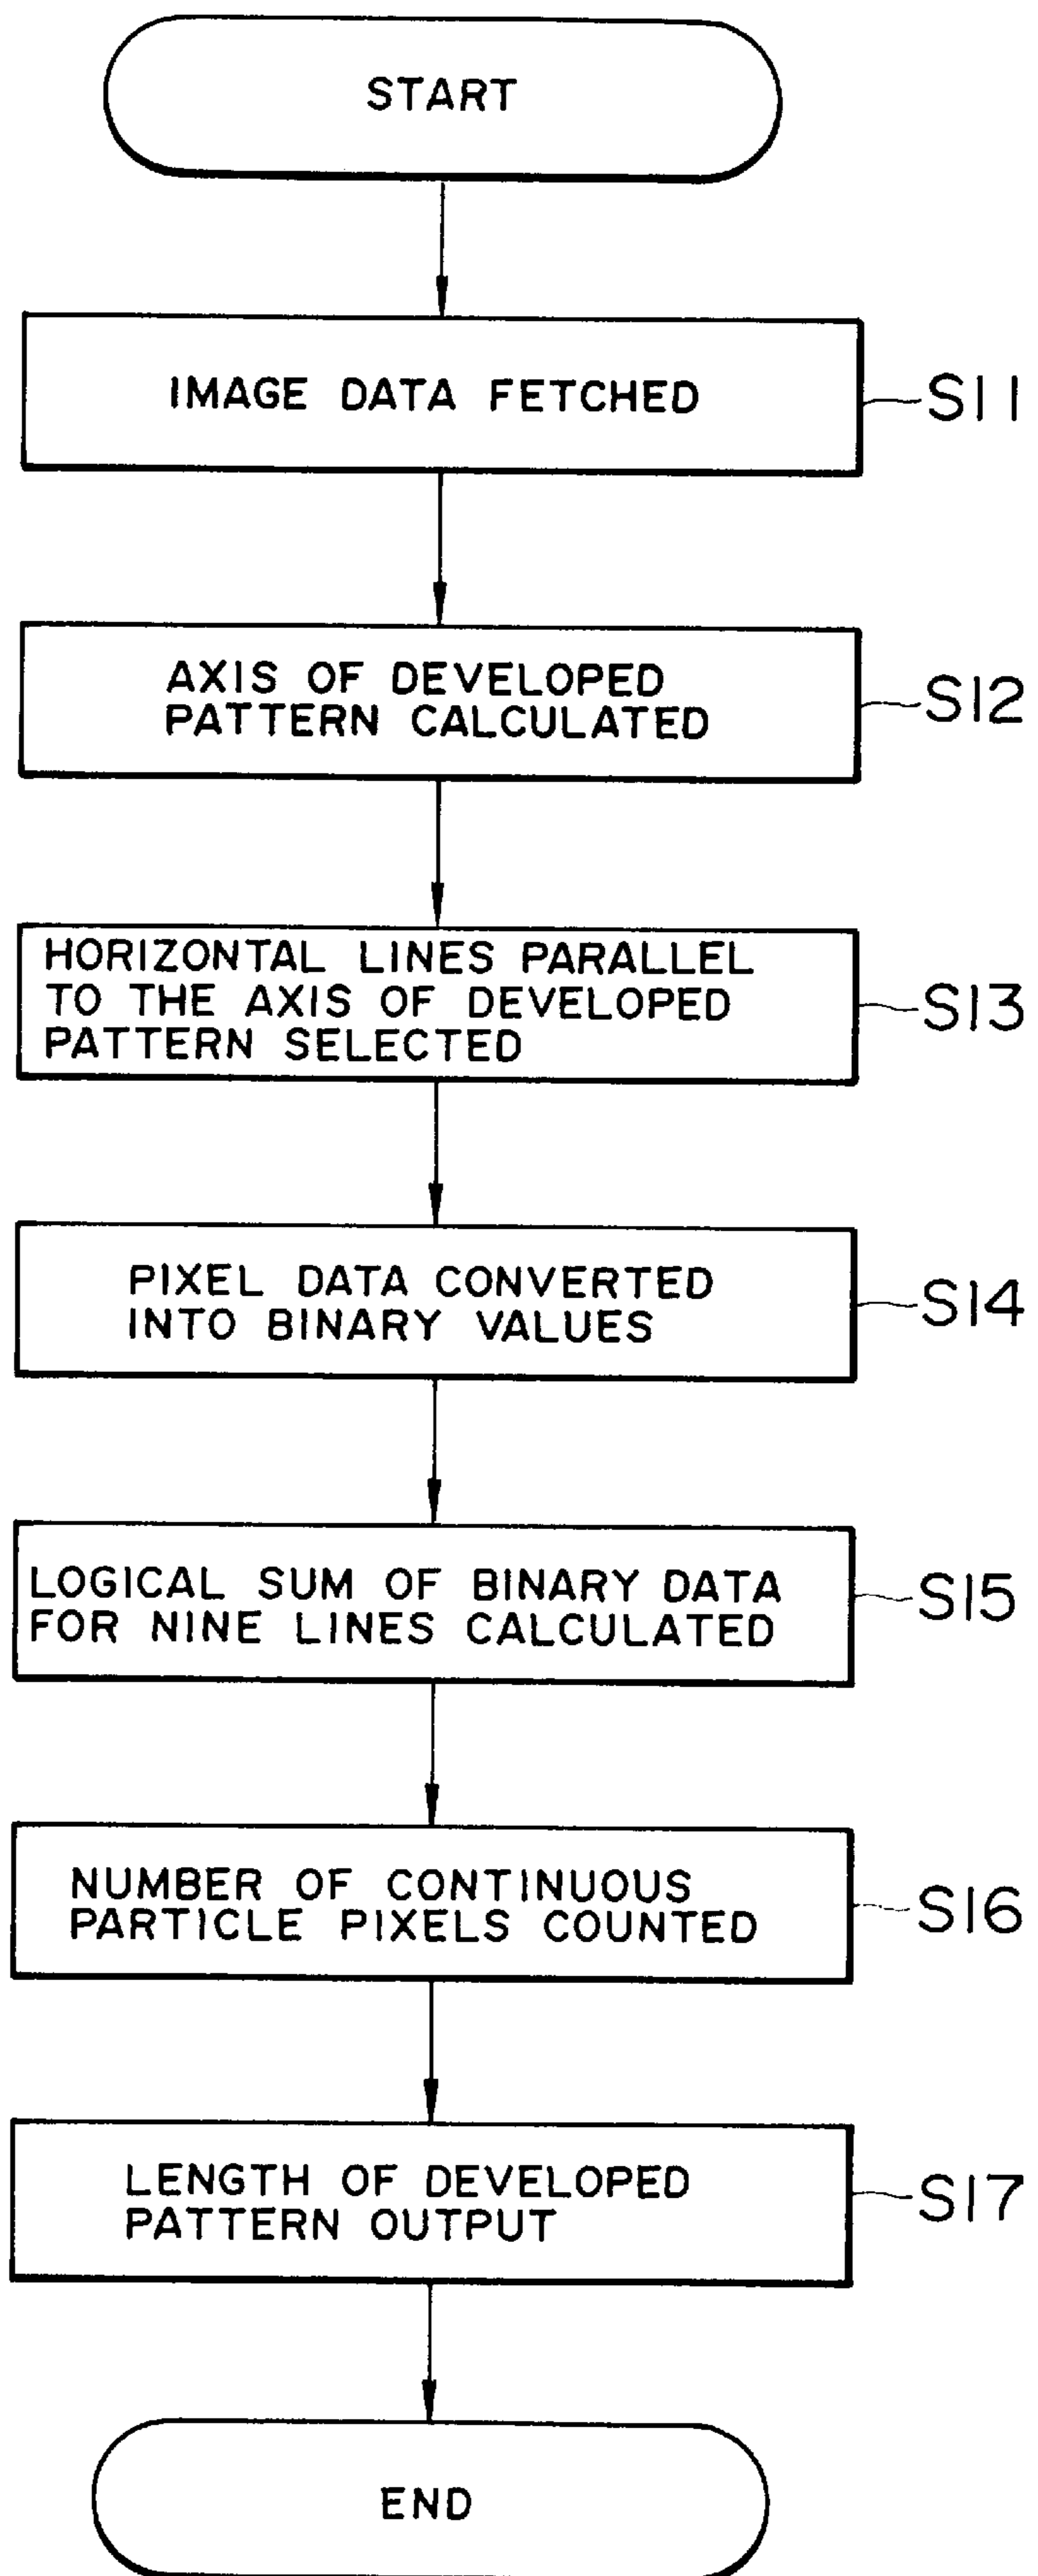 START
IMAGE DATA FETCHED
S11
AXIS OF DEVELOPED
PATTERN CALCULATED
S12
HORIZONTAL LINES PARALLEL
TO THE AXIS OF DEVELOPED
PATTERN SELECTED
S13
PIXEL DATA CONVERTED
INTO BINARY VALUES
S14
LOGICAL SUM OF BINARY DATA
FOR NINE LINES CALCULATED
S15
NUMBER OF CONTINUOUS
PARTICLE PIXELS COUNTED
S16
LENGTH OF DEVELOPED
PATTERN OUTPUT
S17
END